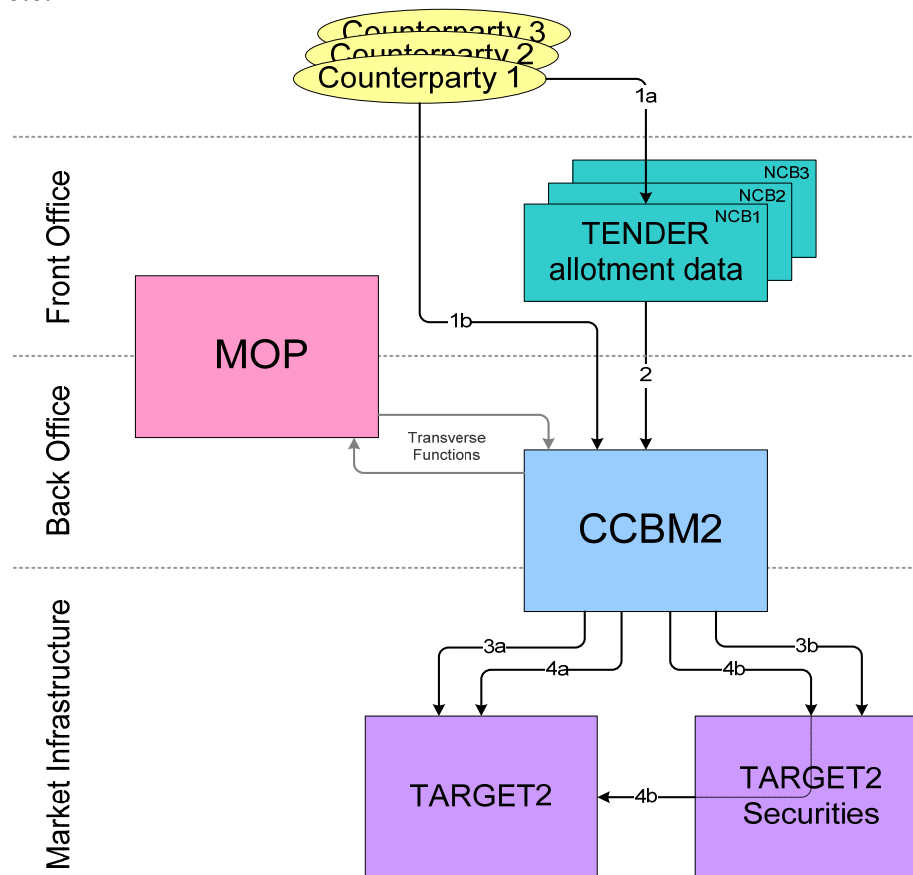 Counterparty 3
Counterparty 2
Counterparty 1
1a
Front Office
NCB3
NCB2
NCB1
TENDER
allotment data
MOP
1b
2
Back Office
Transverse
Functions
CCBM2
Market Infrastructure
3a
3b
4a
4b
TARGET2
4b
TARGET2
Securities